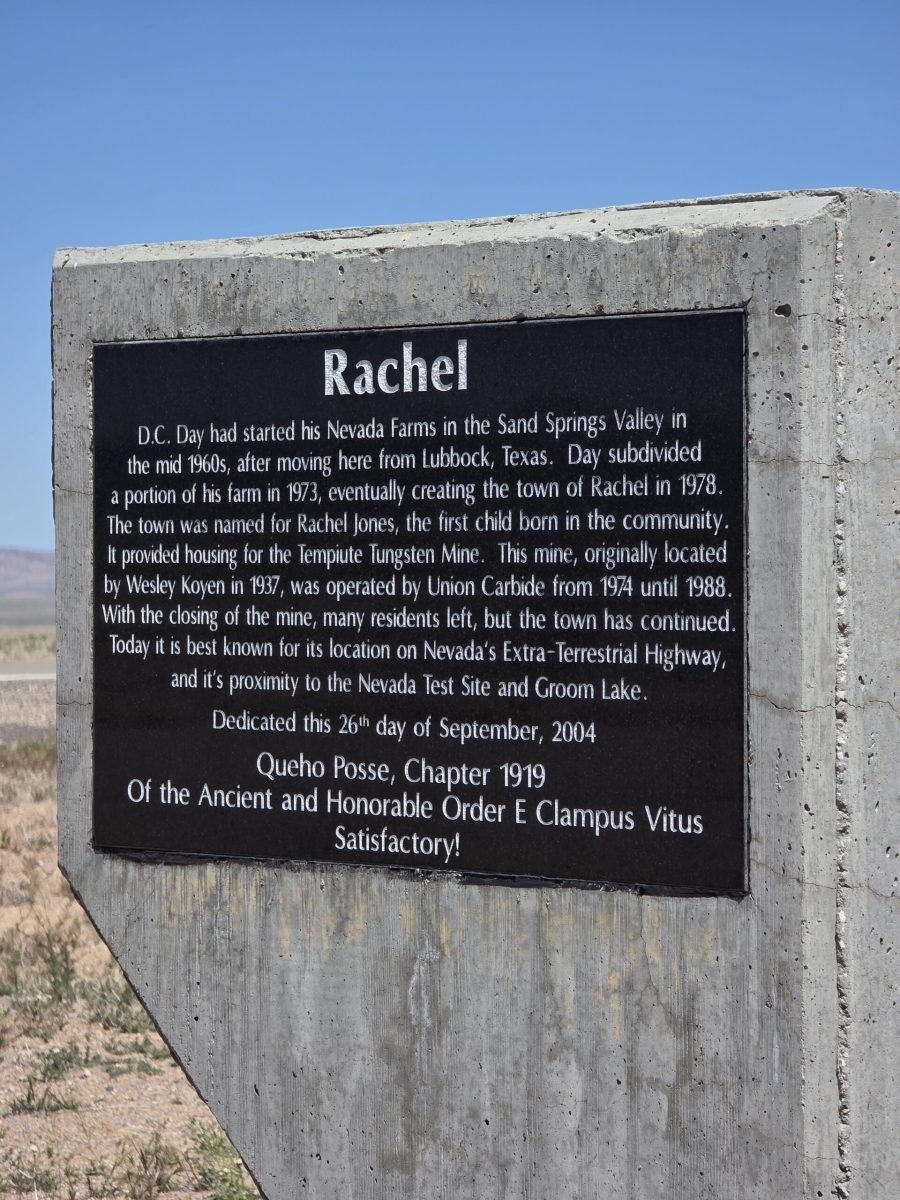 Rachel
D.C. Day had started his Nevada Farms in the Sand Springs Valley in
the mid 1960s, after moving here from Lubbock, Texas. Day subdivided
a portion of his farm in 1973, eventually creating the town of Rachel in 1978.
The town was named for Rachel Jones, the first child born in the community.
It provided housing for the Tempiute Tungsten Mine. This mine, originally located
by Wesley Koyen in 1937, was operated by Union Carbide from 1974 until 1988.
With the closing of the mine, many residents left, but the town has continued.
Today it is best known for its location on Nevada's Extra-Terrestrial Highway,
and it's proximity to the Nevada Test Site and Groom Lake.
Dedicated this 26th day of September, 2004
Queho Posse, Chapter 1919
Of the Ancient and Honorable Order E Clampus Vitus
Satisfactory!